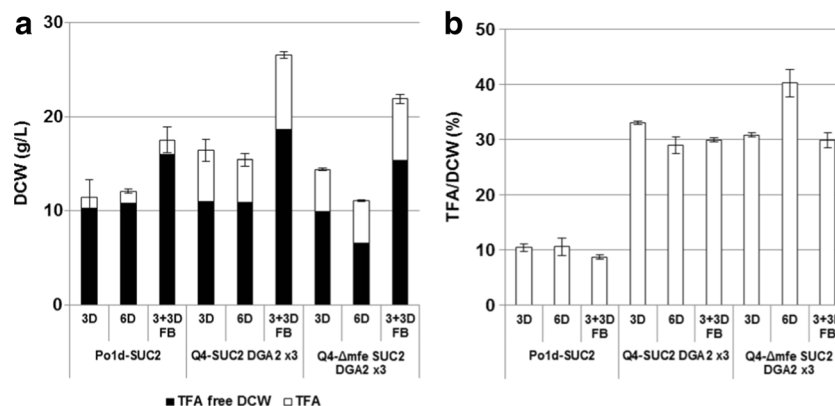 a
DCW (g/L)
30
20
10
0
3D 6D 3+3D FB 3D 6D 3+3D FB 3D 6D 3+3D FB
Po1d-SUC2 Q4-SUC2 DGA2 x3 Q4-Δmfe SUC2
DGA2 x3
TFA free DCW TFA
b
TFA/DCW (%)
50
40
30
20
10
0
3D 6D 3+3D FB 3D 6D 3+3D FB 3D 6D 3+3D FB
Po1d-SUC2 Q4-SUC2 DGA2 x3 Q4-Δmfe SUC2
DGA2 x3